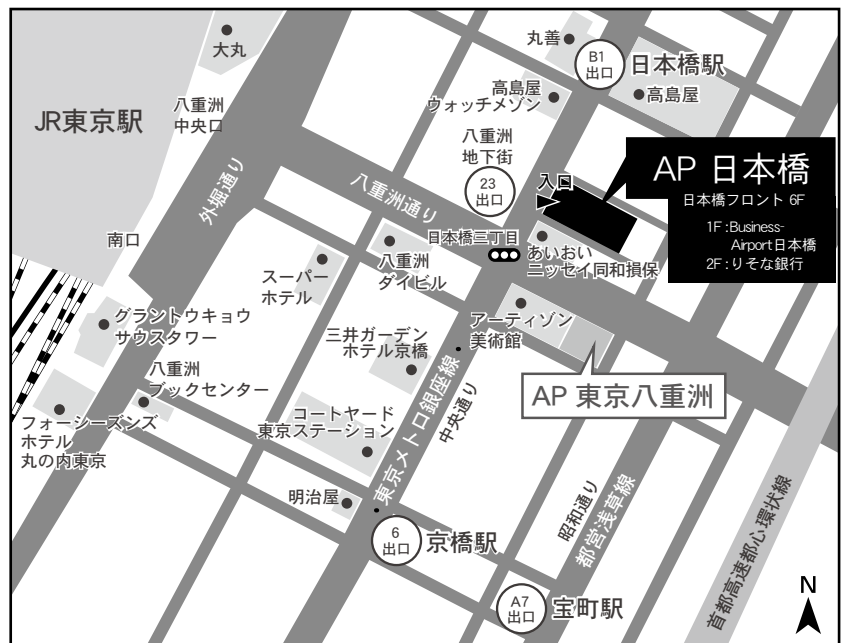 大丸
丸善
B1
出口
日本橋駅
高島屋
ウォッチメゾン
高島屋
JR東京駅
八重洲
中央口
八重洲
地下街
23
出口
入口
AP 日本橋
日本橋フロント 6F
1F:Business-
Airport日本橋
2F:りそな銀行
外堀通り
八重洲通り
南口
日本橋三丁目
あいおい
ニッセイ同和損保
八重洲
ダイビル
スーパー
ホテル
グラントウキョウ
サウスタワー
アーティゾン
美術館
三井ガーデン
ホテル京橋
八重洲
ブックセンター
AP 東京八重洲
フォーシーズンズ
ホテル
丸の内東京
コートヤード
東京ステーション
東京メトロ銀座線
中央通り
明治屋
6
出口
京橋駅
昭和通り
都営浅草線
首都高速都心環状線
A7
出口
宝町駅
N